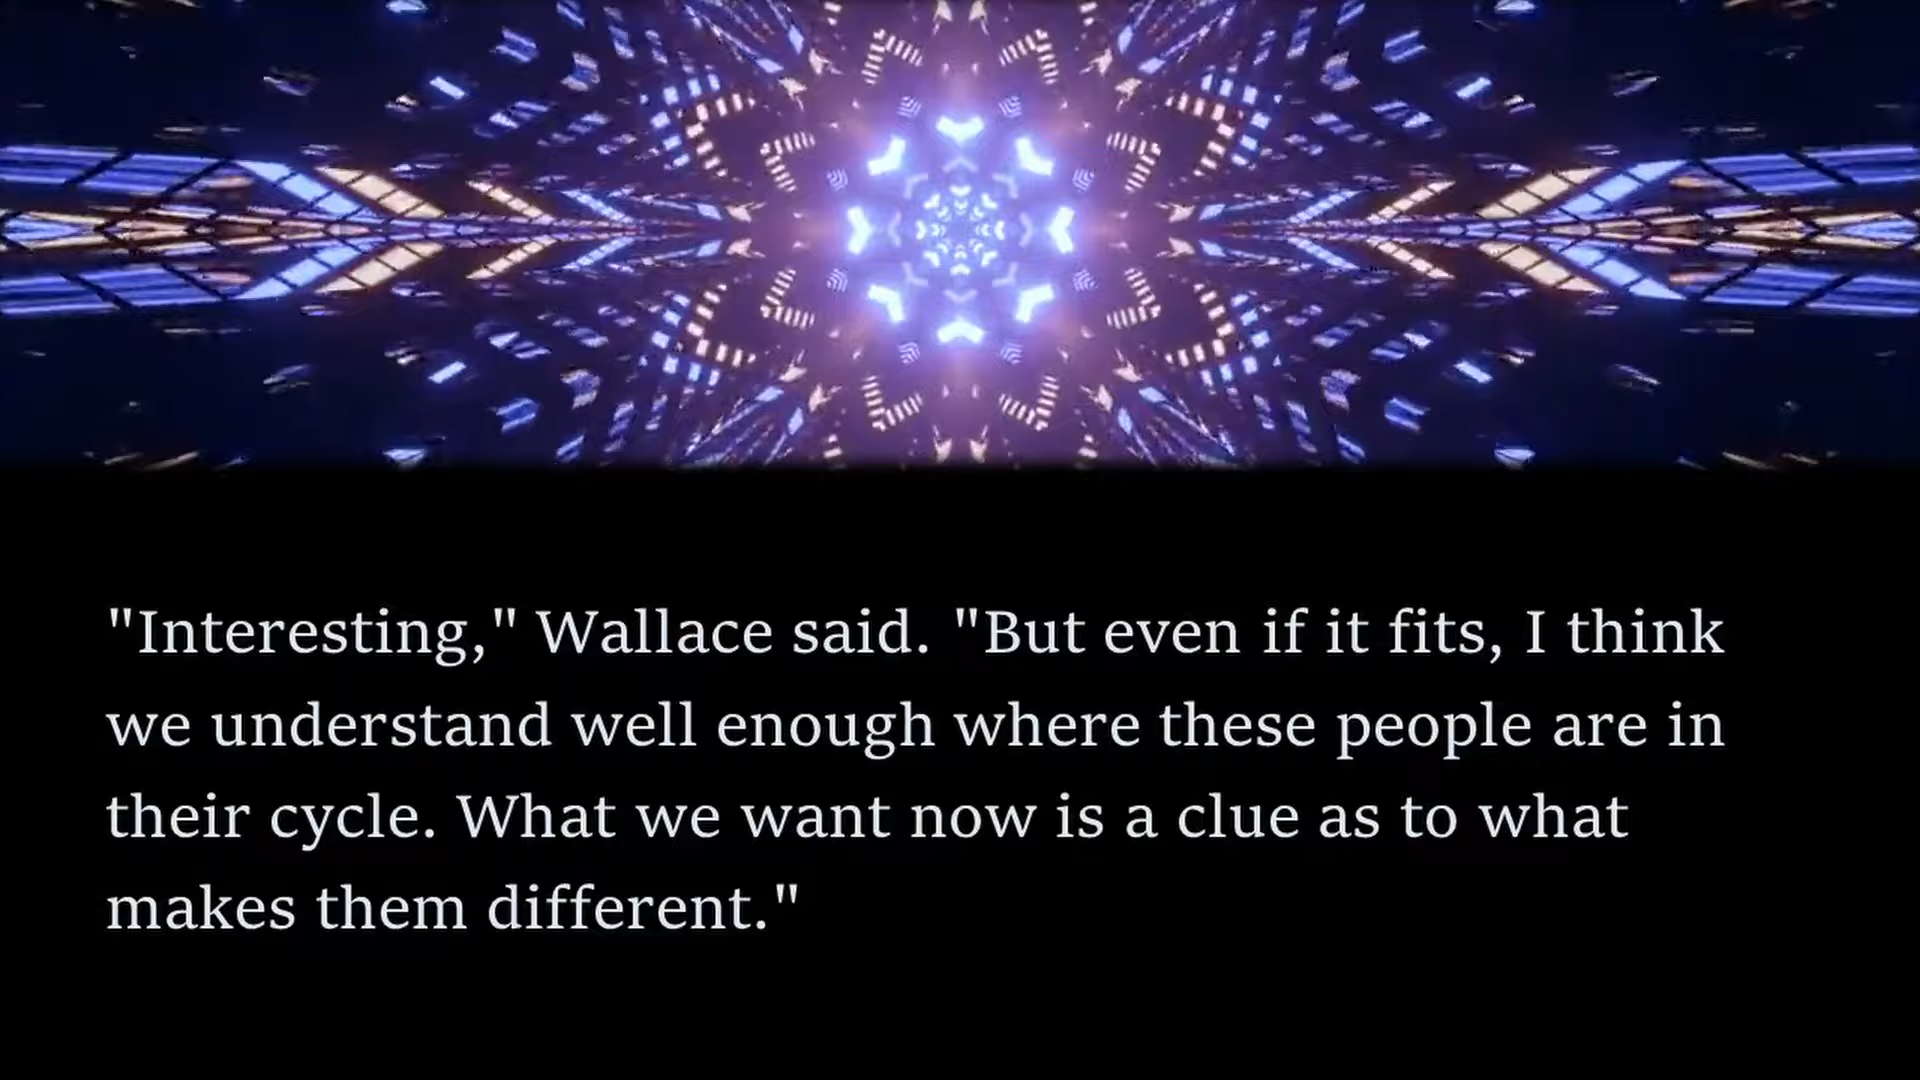 "Interesting," Wallace said. "But even if it fits, I think
we understand well enough where these people are in
their cycle. What we want now is a clue as to what
makes them different."